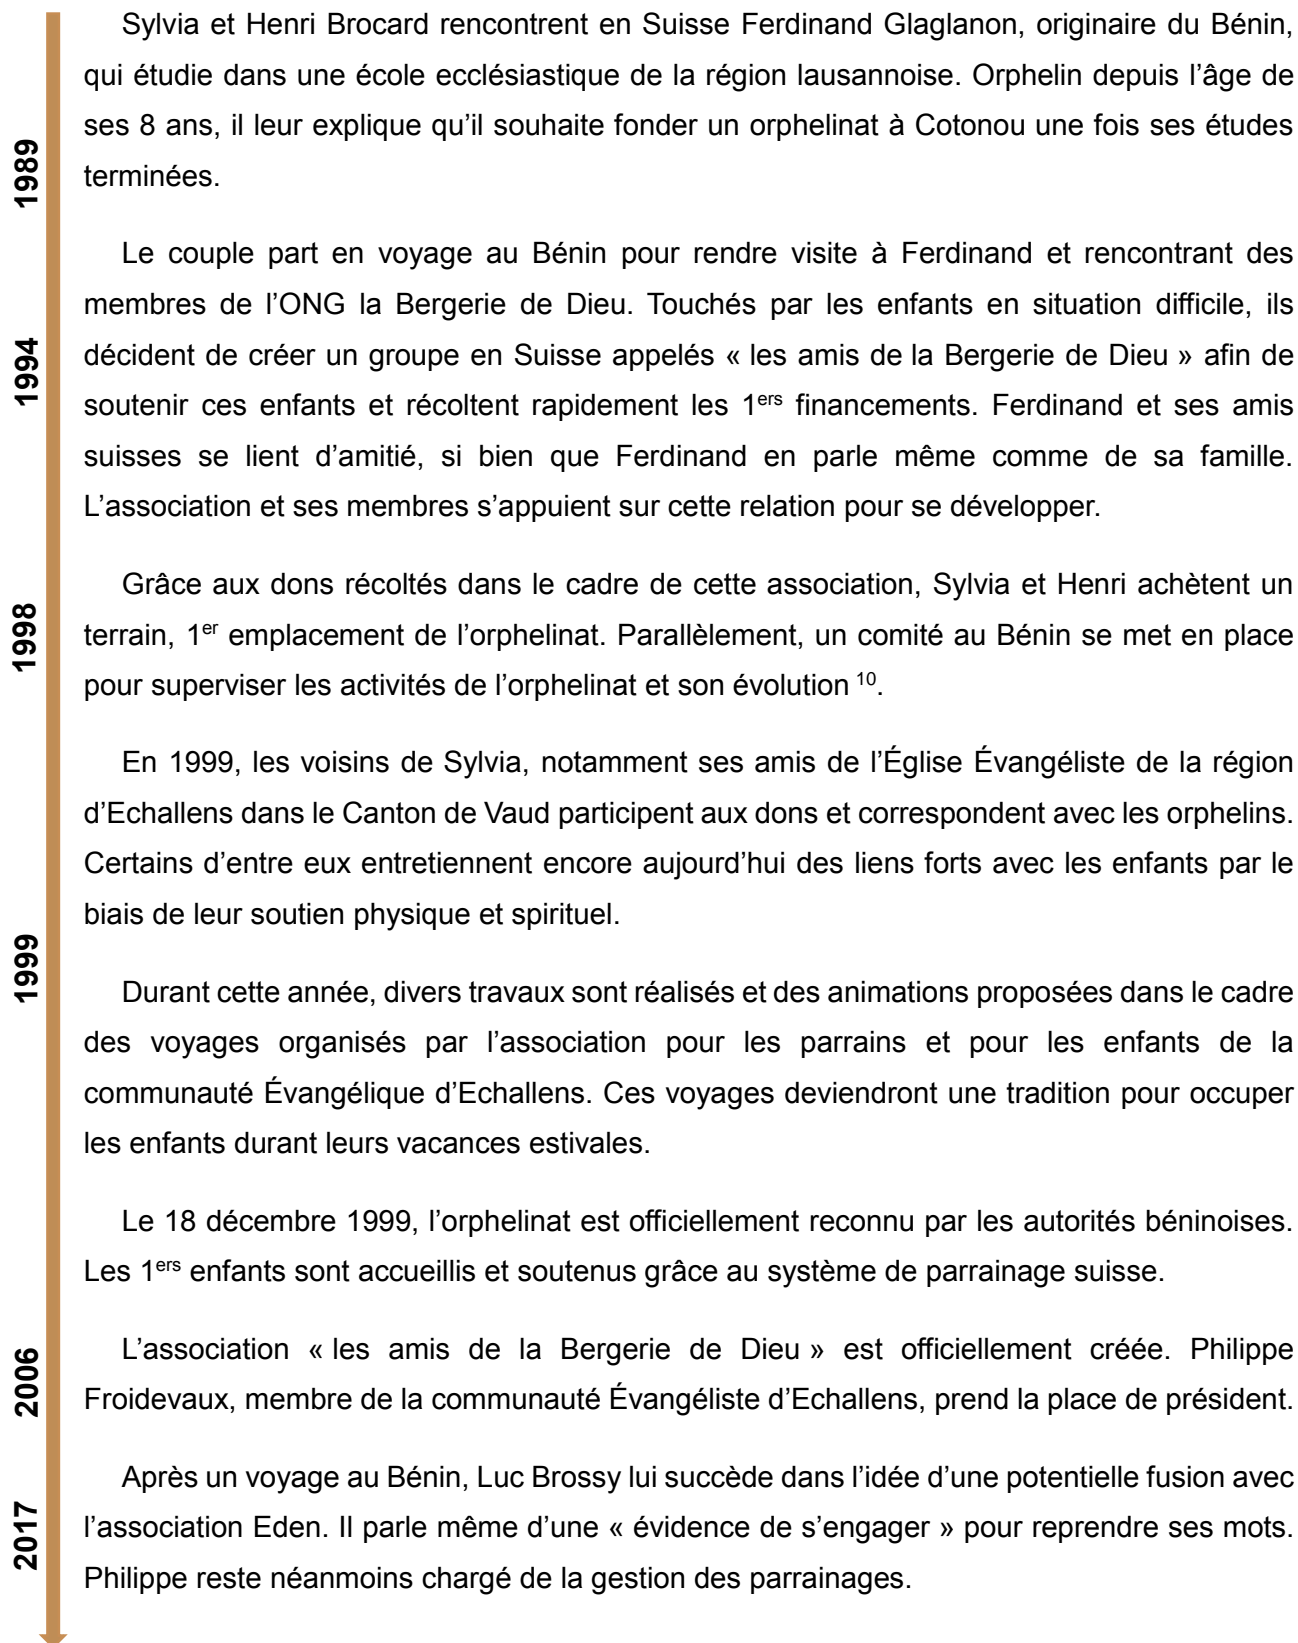 Sylvia et Henri Brocard rencontrent en Suisse Ferdinand Glaglanon, originaire du Bénin,
qui étudie dans une école ecclésiastique de la région lausannoise. Orphelin depuis l’âge de
ses 8 ans, il leur explique qu’il souhaite fonder un orphelinat à Cotonou une fois ses études
terminées.
1989
Le couple part en voyage au Bénin pour rendre visite à Ferdinand et rencontrant des
membres de l’ONG la Bergerie de Dieu. Touchés par les enfants en situation difficile, ils
décident de créer un groupe en Suisse appelés « les amis de la Bergerie de Dieu » afin de
soutenir ces enfants et récoltent rapidement les 1ers financements. Ferdinand et ses amis
suisses se lient d’amitié, si bien que Ferdinand en parle même comme de sa famille.
L’association et ses membres s’appuient sur cette relation pour se développer.
1994
Grâce aux dons récoltés dans le cadre de cette association, Sylvia et Henri achètent un
terrain, 1er emplacement de l’orphelinat. Parallèlement, un comité au Bénin se met en place
pour superviser les activités de l’orphelinat et son évolution 10.
1998
En 1999, les voisins de Sylvia, notamment ses amis de l’Église Évangéliste de la région
d’Echallens dans le Canton de Vaud participent aux dons et correspondent avec les orphelins.
Certains d’entre eux entretiennent encore aujourd’hui des liens forts avec les enfants par le
biais de leur soutien physique et spirituel.
1999
Durant cette année, divers travaux sont réalisés et des animations proposées dans le cadre
des voyages organisés par l’association pour les parrains et pour les enfants de la
communauté Évangélique d’Echallens. Ces voyages deviendront une tradition pour occuper
les enfants durant leurs vacances estivales.
Le 18 décembre 1999, l’orphelinat est officiellement reconnu par les autorités béninoises.
Les 1ers enfants sont accueillis et soutenus grâce au système de parrainage suisse.
L’association « les amis de la Bergerie de Dieu » est officiellement créée. Philippe
Froidevaux, membre de la communauté Évangéliste d’Echallens, prend la place de président.
2006
Après un voyage au Bénin, Luc Brossy lui succède dans l’idée d’une potentielle fusion avec
l’association Eden. Il parle même d’une « évidence de s’engager » pour reprendre ses mots.
Philippe reste néanmoins chargé de la gestion des parrainages.
2017